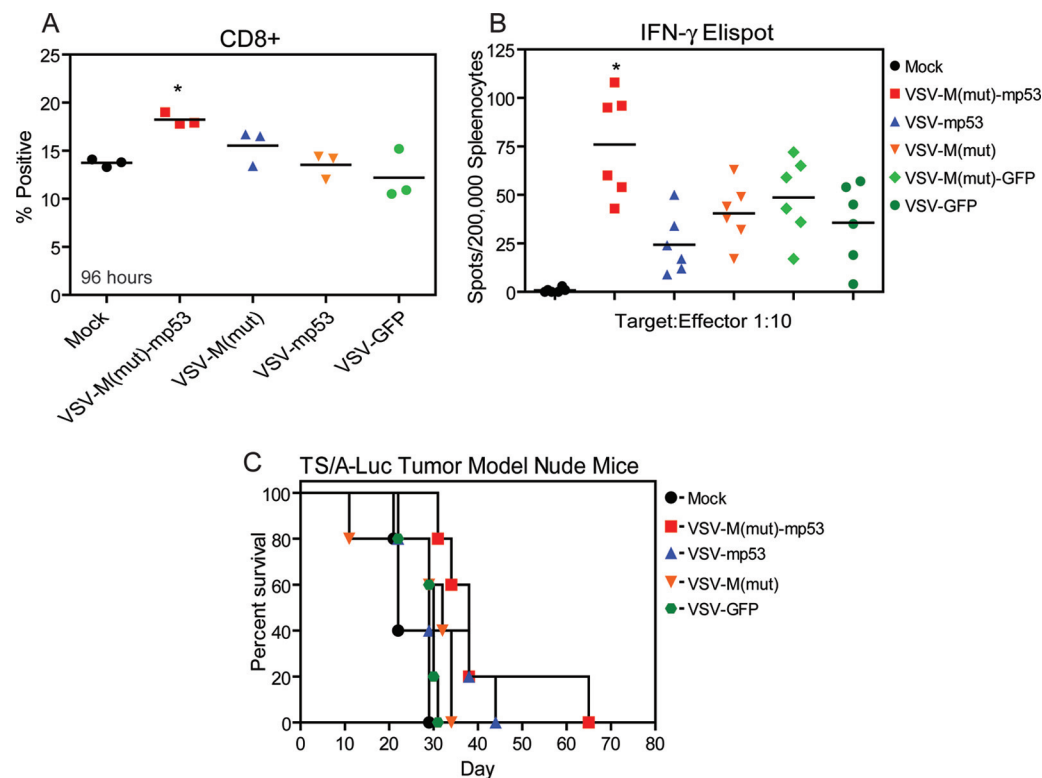 A
CD8+
% Positive
25
20
15
10
5
0
*
96 hours
Mock
VSV-M(mut)-mp53
VSV-M(mut)
VSV-mp53
VSV-GFP
B
IFN-γ Elispot
Spots/200,000 Spleenocytes
125
100
75
50
25
0
*
Target:Effector 1:10
Mock
VSV-M(mut)-mp53
VSV-mp53
VSV-M(mut)
VSV-M(mut)-GFP
VSV-GFP
C
TS/A-Luc Tumor Model Nude Mice
Percent survival
100
80
60
40
20
0
0 10 20 30 40 50 60 70 80
Day
Mock
VSV-M(mut)-mp53
VSV-mp53
VSV-M(mut)
VSV-GFP